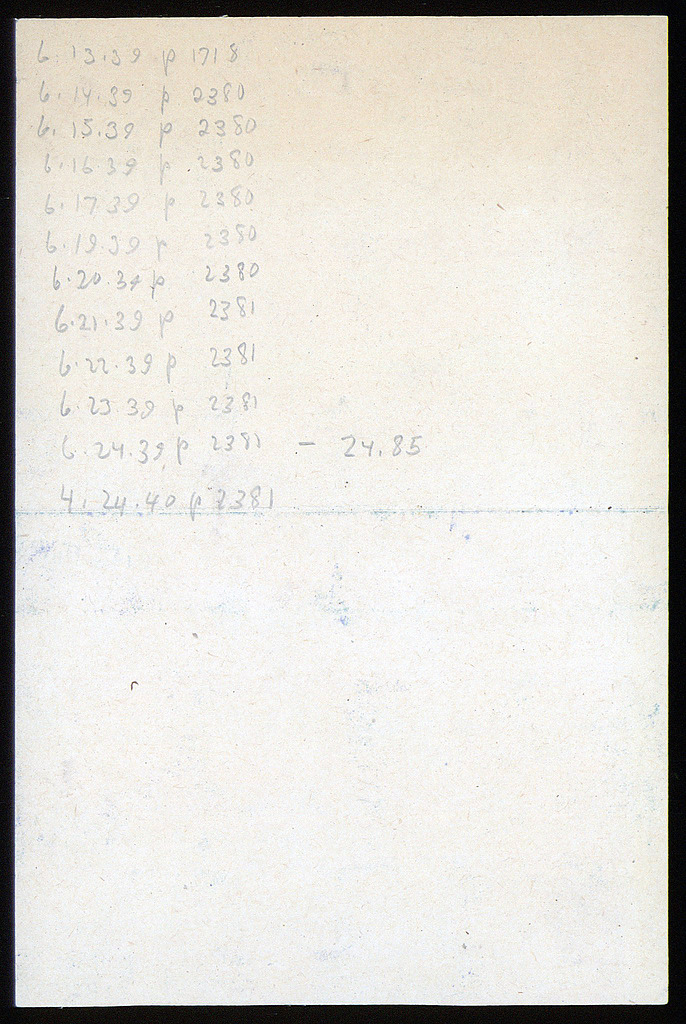 6.13.39 p 1718
6.14.39 p 2380
6.15.39 p 2380
6.16.39 p 2380
6.17.39 p 2380
6.19.39 p 2380
6.20.39 p 2380
6.21.39 p 2381
6.22.39 p 2381
6.23.39 p 2381
6.24.39 p 2381 - 24.85
4.24.40 p 2381